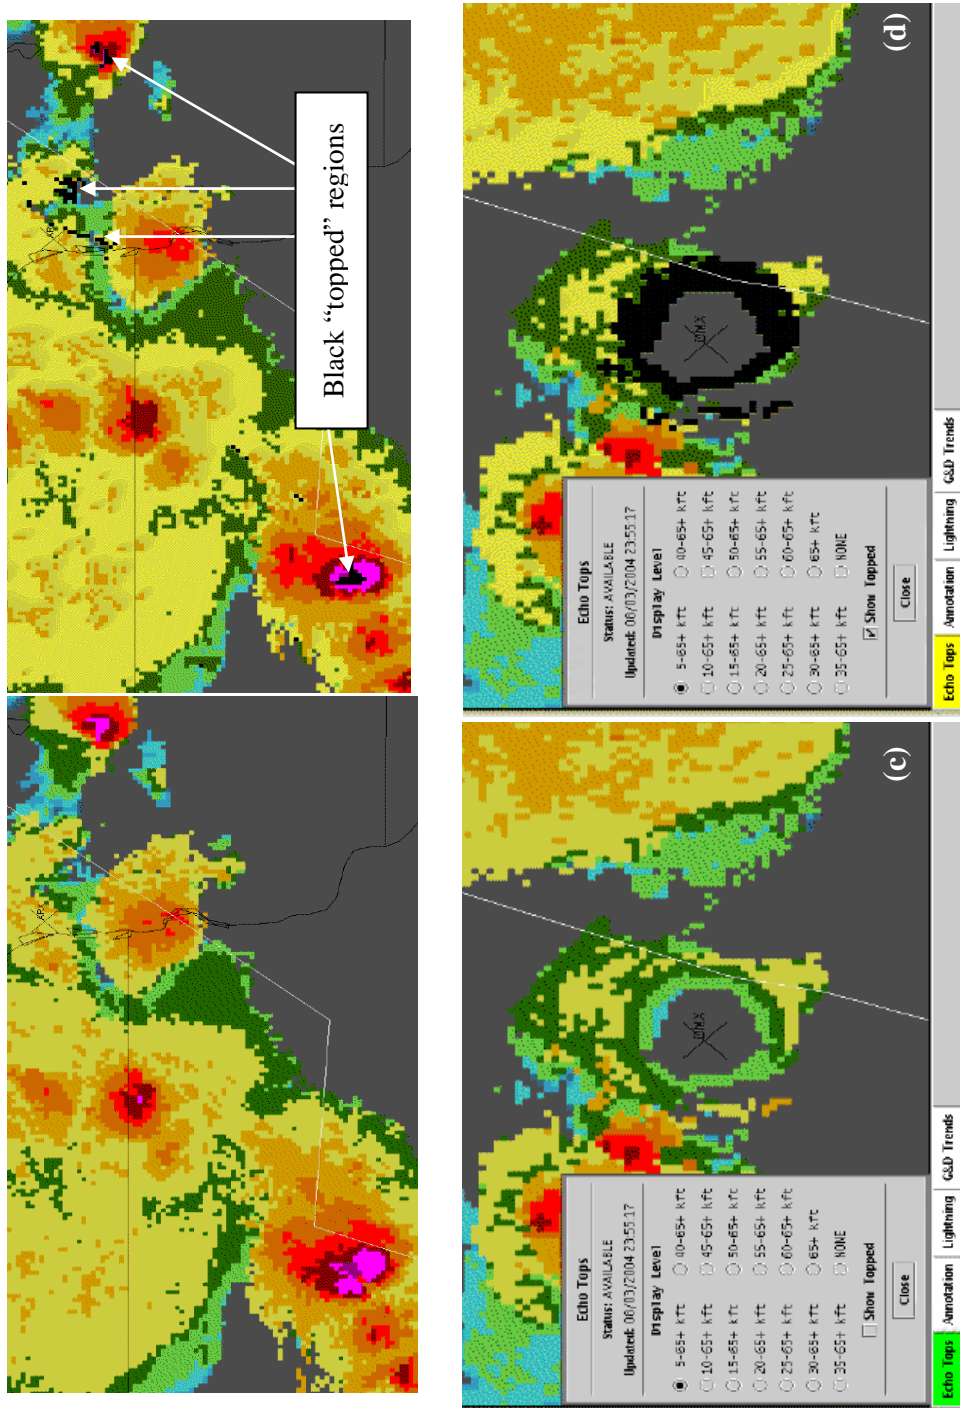 ARX
ARX
Black “topped” regions
(c)
DMX
Echo Tops
Status: AVAILABLE
Updated: 08/03/2004 23:55:17
Display Level
5-65+ kft 40-65+ kft
10-65+ kft 45-65+ kft
15-65+ kft 50-65+ kft
20-65+ kft 55-65+ kft
25-65+ kft 60-65+ kft
30-65+ kft 65+ kft
35-65+ kft NONE
Show Topped
Close
Echo Tops Annotation Lightning G&D Trends
(d)
DMX
Echo Tops
Status: AVAILABLE
Updated: 08/03/2004 23:55:17
Display Level
5-65+ kft 40-65+ kft
10-65+ kft 45-65+ kft
15-65+ kft 50-65+ kft
20-65+ kft 55-65+ kft
25-65+ kft 60-65+ kft
30-65+ kft 65+ kft
35-65+ kft NONE
Show Topped
Close
Echo Tops Annotation Lightning G&D Trends